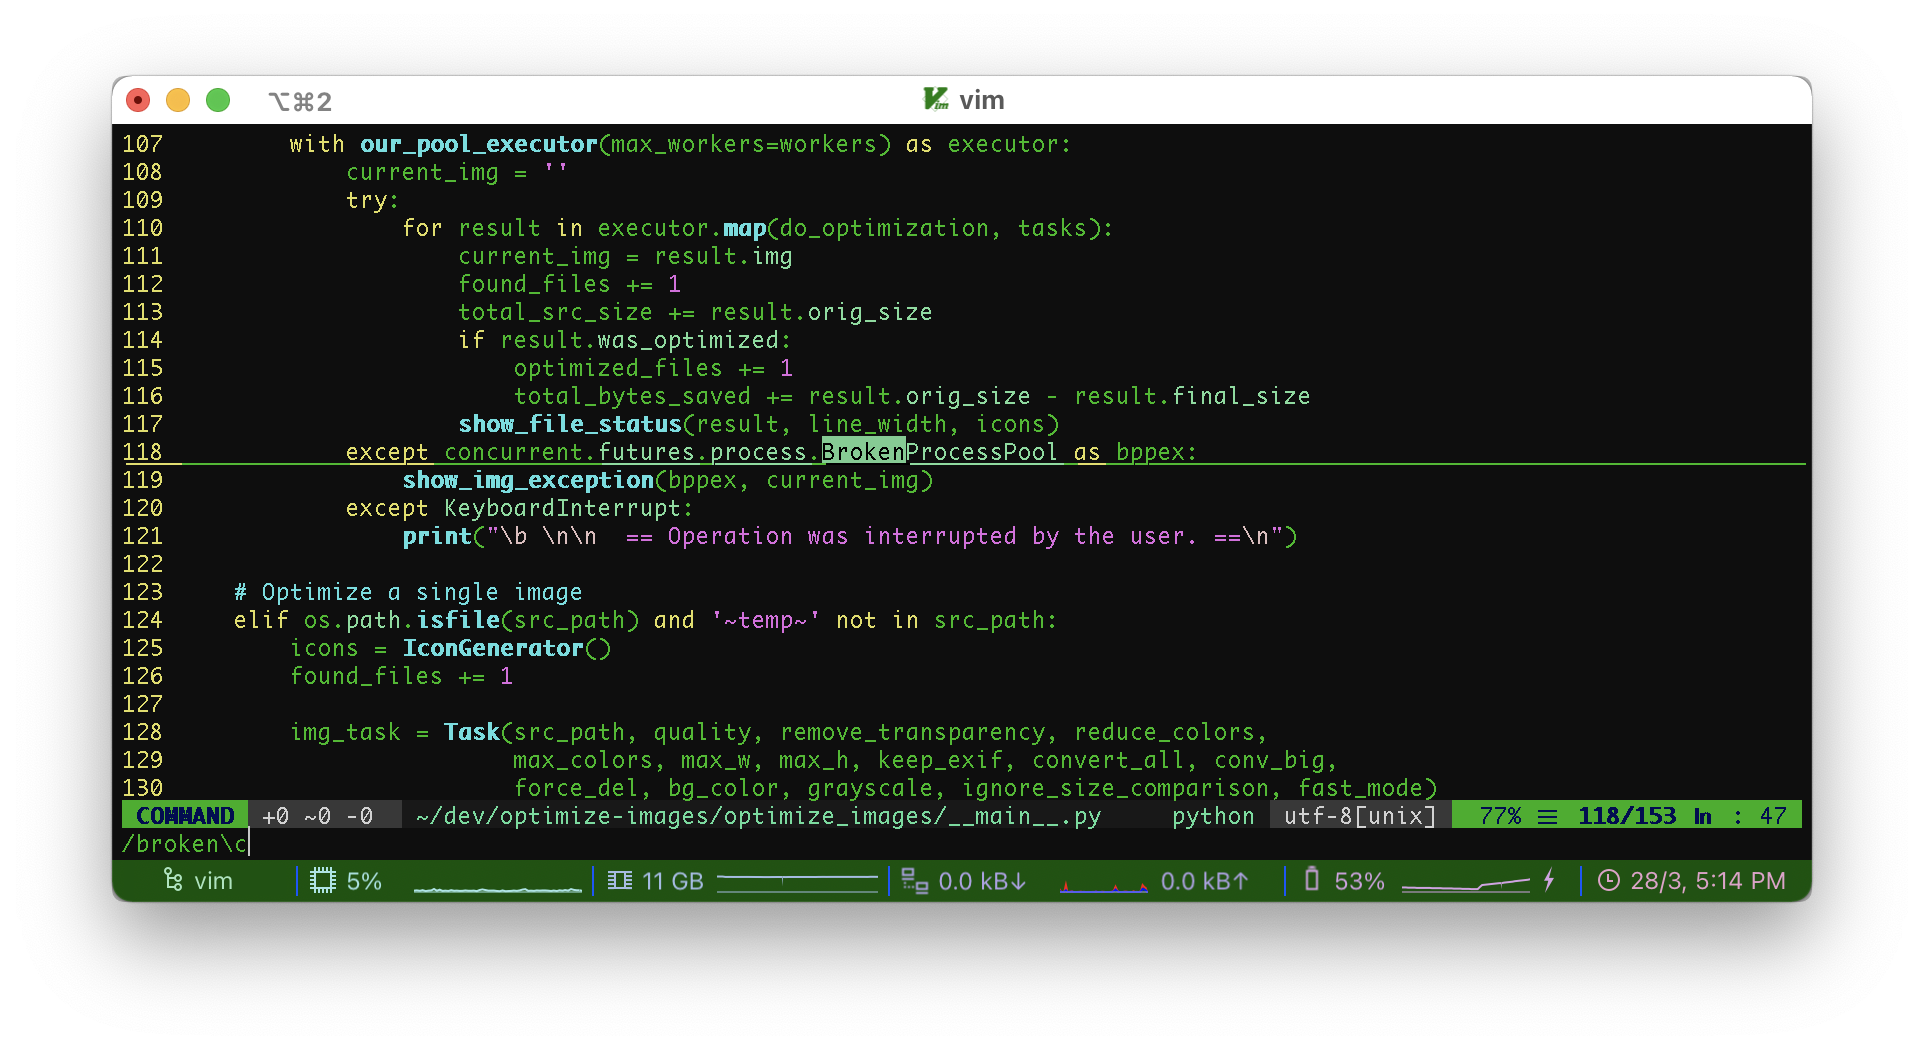 ⌥⌘2 vim
107         with our_pool_executor(max_workers=workers) as executor:
108             current_img = ''
109             try:
110                 for result in executor.map(do_optimization, tasks):
111                     current_img = result.img
112                     found_files += 1
113                     total_src_size += result.orig_size
114                     if result.was_optimized:
115                         optimized_files += 1
116                         total_bytes_saved += result.orig_size - result.final_size
117                     show_file_status(result, line_width, icons)
118             except concurrent.futures.process.BrokenProcessPool as bppex:
119                 show_img_exception(bppex, current_img)
120             except KeyboardInterrupt:
121                 print("\b \n\n  == Operation was interrupted by the user. ==\n")
122
123     # Optimize a single image
124     elif os.path.isfile(src_path) and '~temp~' not in src_path:
125         icons = IconGenerator()
126         found_files += 1
127
128         img_task = Task(src_path, quality, remove_transparency, reduce_colors,
129                         max_colors, max_w, max_h, keep_exif, convert_all, conv_big,
130                         force_del, bg_color, grayscale, ignore_size_comparison, fast_mode)
COMMAND +0 ~0 -0 ~/dev/optimize-images/optimize_images/__main__.py python utf-8[unix] 77% ☰ 118/153 ln : 47
/broken\c
vim 5% 11 GB 0.0 kB↓ 0.0 kB↑ 53% 28/3, 5:14 PM